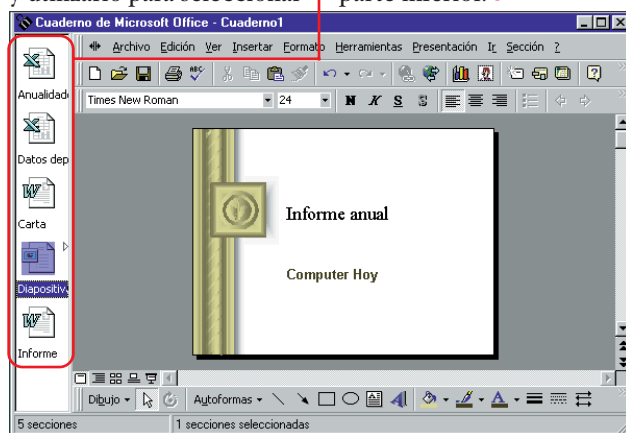 y utilizarlo para seleccionar parte inferior.
Cuaderno de Microsoft Office - Cuaderno1
Archivo Edición Ver Insertar Formato Herramientas Presentación Ir Sección ?
Times New Roman 24 N K S S
Anualidad
Datos dep
Carta
Diapositiv
Informe
Informe anual
Computer Hoy
Dibujo Autoformas
5 secciones 1 secciones seleccionadas